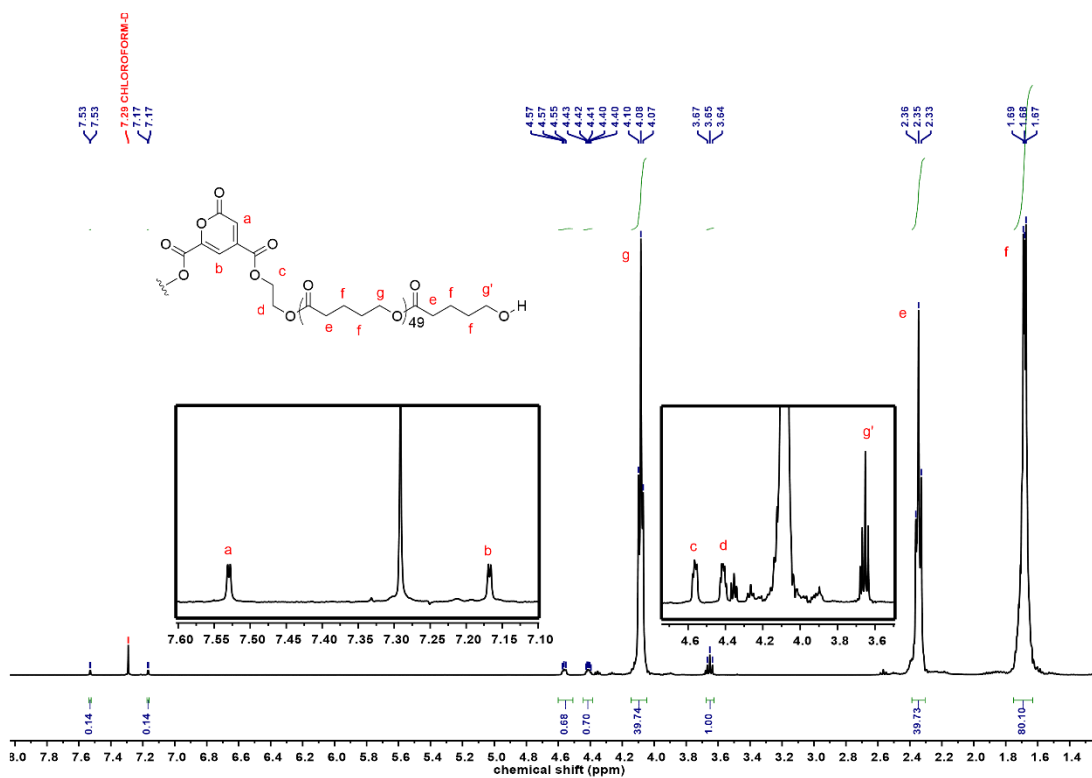 7.53
7.53
7.29 CHLOROFORM-D
7.17
7.17
4.57
4.57
4.55
4.43
4.42
4.41
4.40
4.40
4.10
4.08
4.07
3.67
3.65
3.64
2.36
2.35
2.33
1.69
1.68
1.67
O
O
a
O
O
b
O
O
c
d
O
O
e
f
f
g
O
49
O
e
f
f
g'
O
H
g
e
f
a
b
7.60 7.55 7.50 7.45 7.40 7.35 7.30 7.25 7.20 7.15 7.10
g'
c
d
4.4 4.2 4.0 3.8 3.6
0.14
0.14
0.68
0.70
39.74
1.00
39.73
80.10
8.0 7.8 7.6 7.4 7.2 7.0 6.8 6.6 6.4 6.2 6.0 5.8 5.6 5.4 5.2 5.0 4.8 4.6 4.4 4.2 4.0 3.8 3.6 3.4 3.2 3.0 2.8 2.6 2.4 2.2 2.0 1.8 1.6 1.4
chemical shift (ppm)